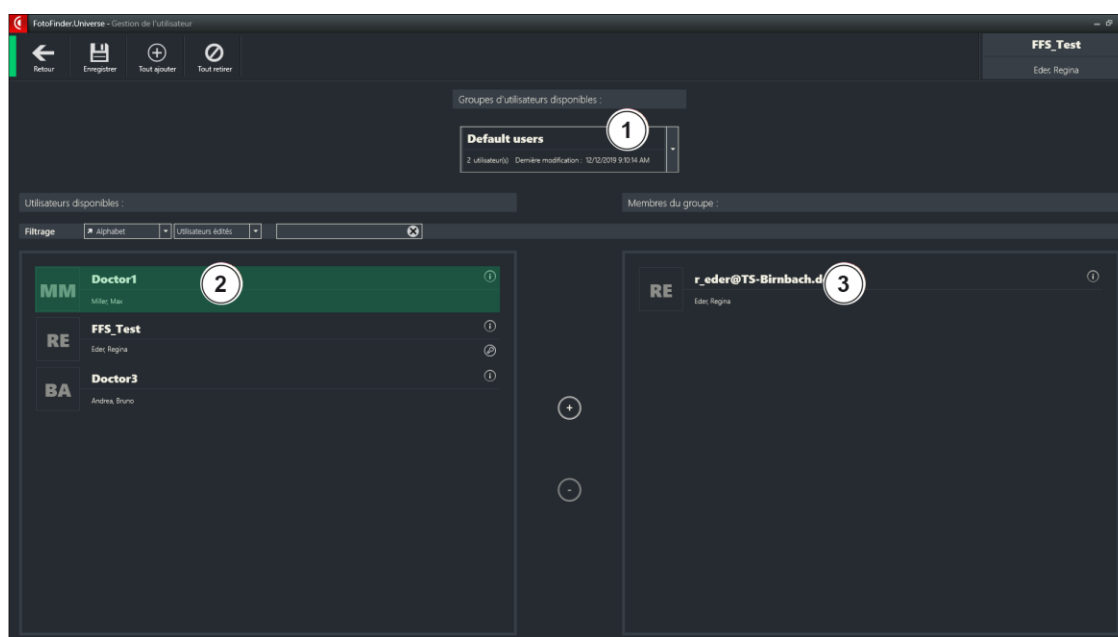 FotoFinder.Universe - Gestion de l'utilisateur
Retour
Enregistrer
Tout ajouter
Tout retirer
FFS_Test
Eder, Regina
Groupes d'utilisateurs disponibles :
Default users
2 utilisateur(s) Dernière modification : 12/12/2019 9:10:14 AM
1
Utilisateurs disponibles :
Membres du groupe :
Filtrage
Alphabet
Utilisateurs édités
MM
Doctor1
Miller, Max
2
RE
FFS_Test
Eder, Regina
BA
Doctor3
Andrea, Bruno
+
-
RE
r_eder@TS-Birnbach.d
Eder, Regina
3